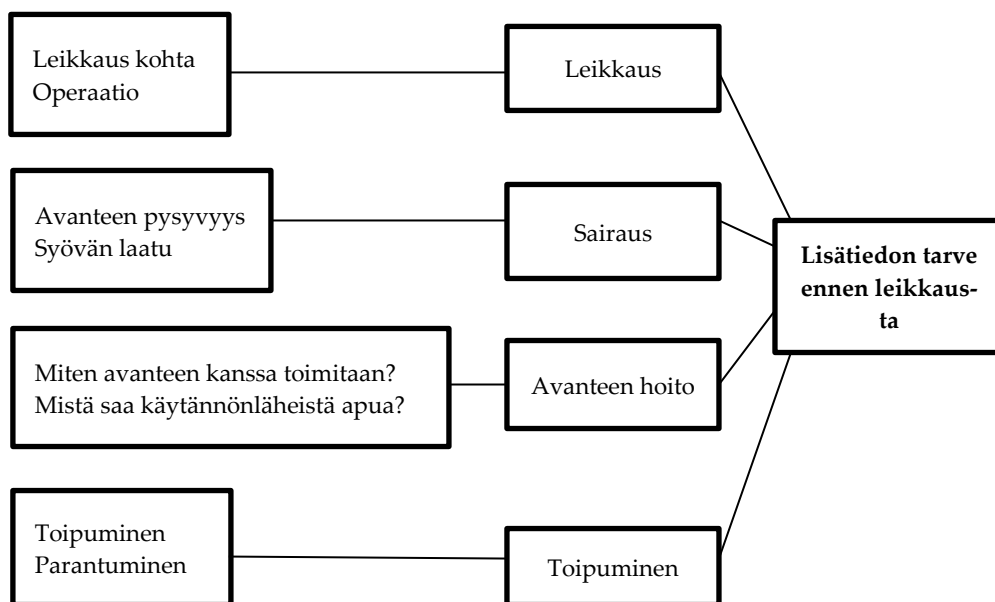 Leikkaus kohta
Operaatio
Leikkaus
Avanteen pysyvyys
Syövän laatu
Sairaus
Lisätiedon tarve
ennen leikkaus-
ta
Miten avanteen kanssa toimitaan?
Mistä saa käytännönläheistä apua?
Avanteen hoito
Toipuminen
Parantuminen
Toipuminen